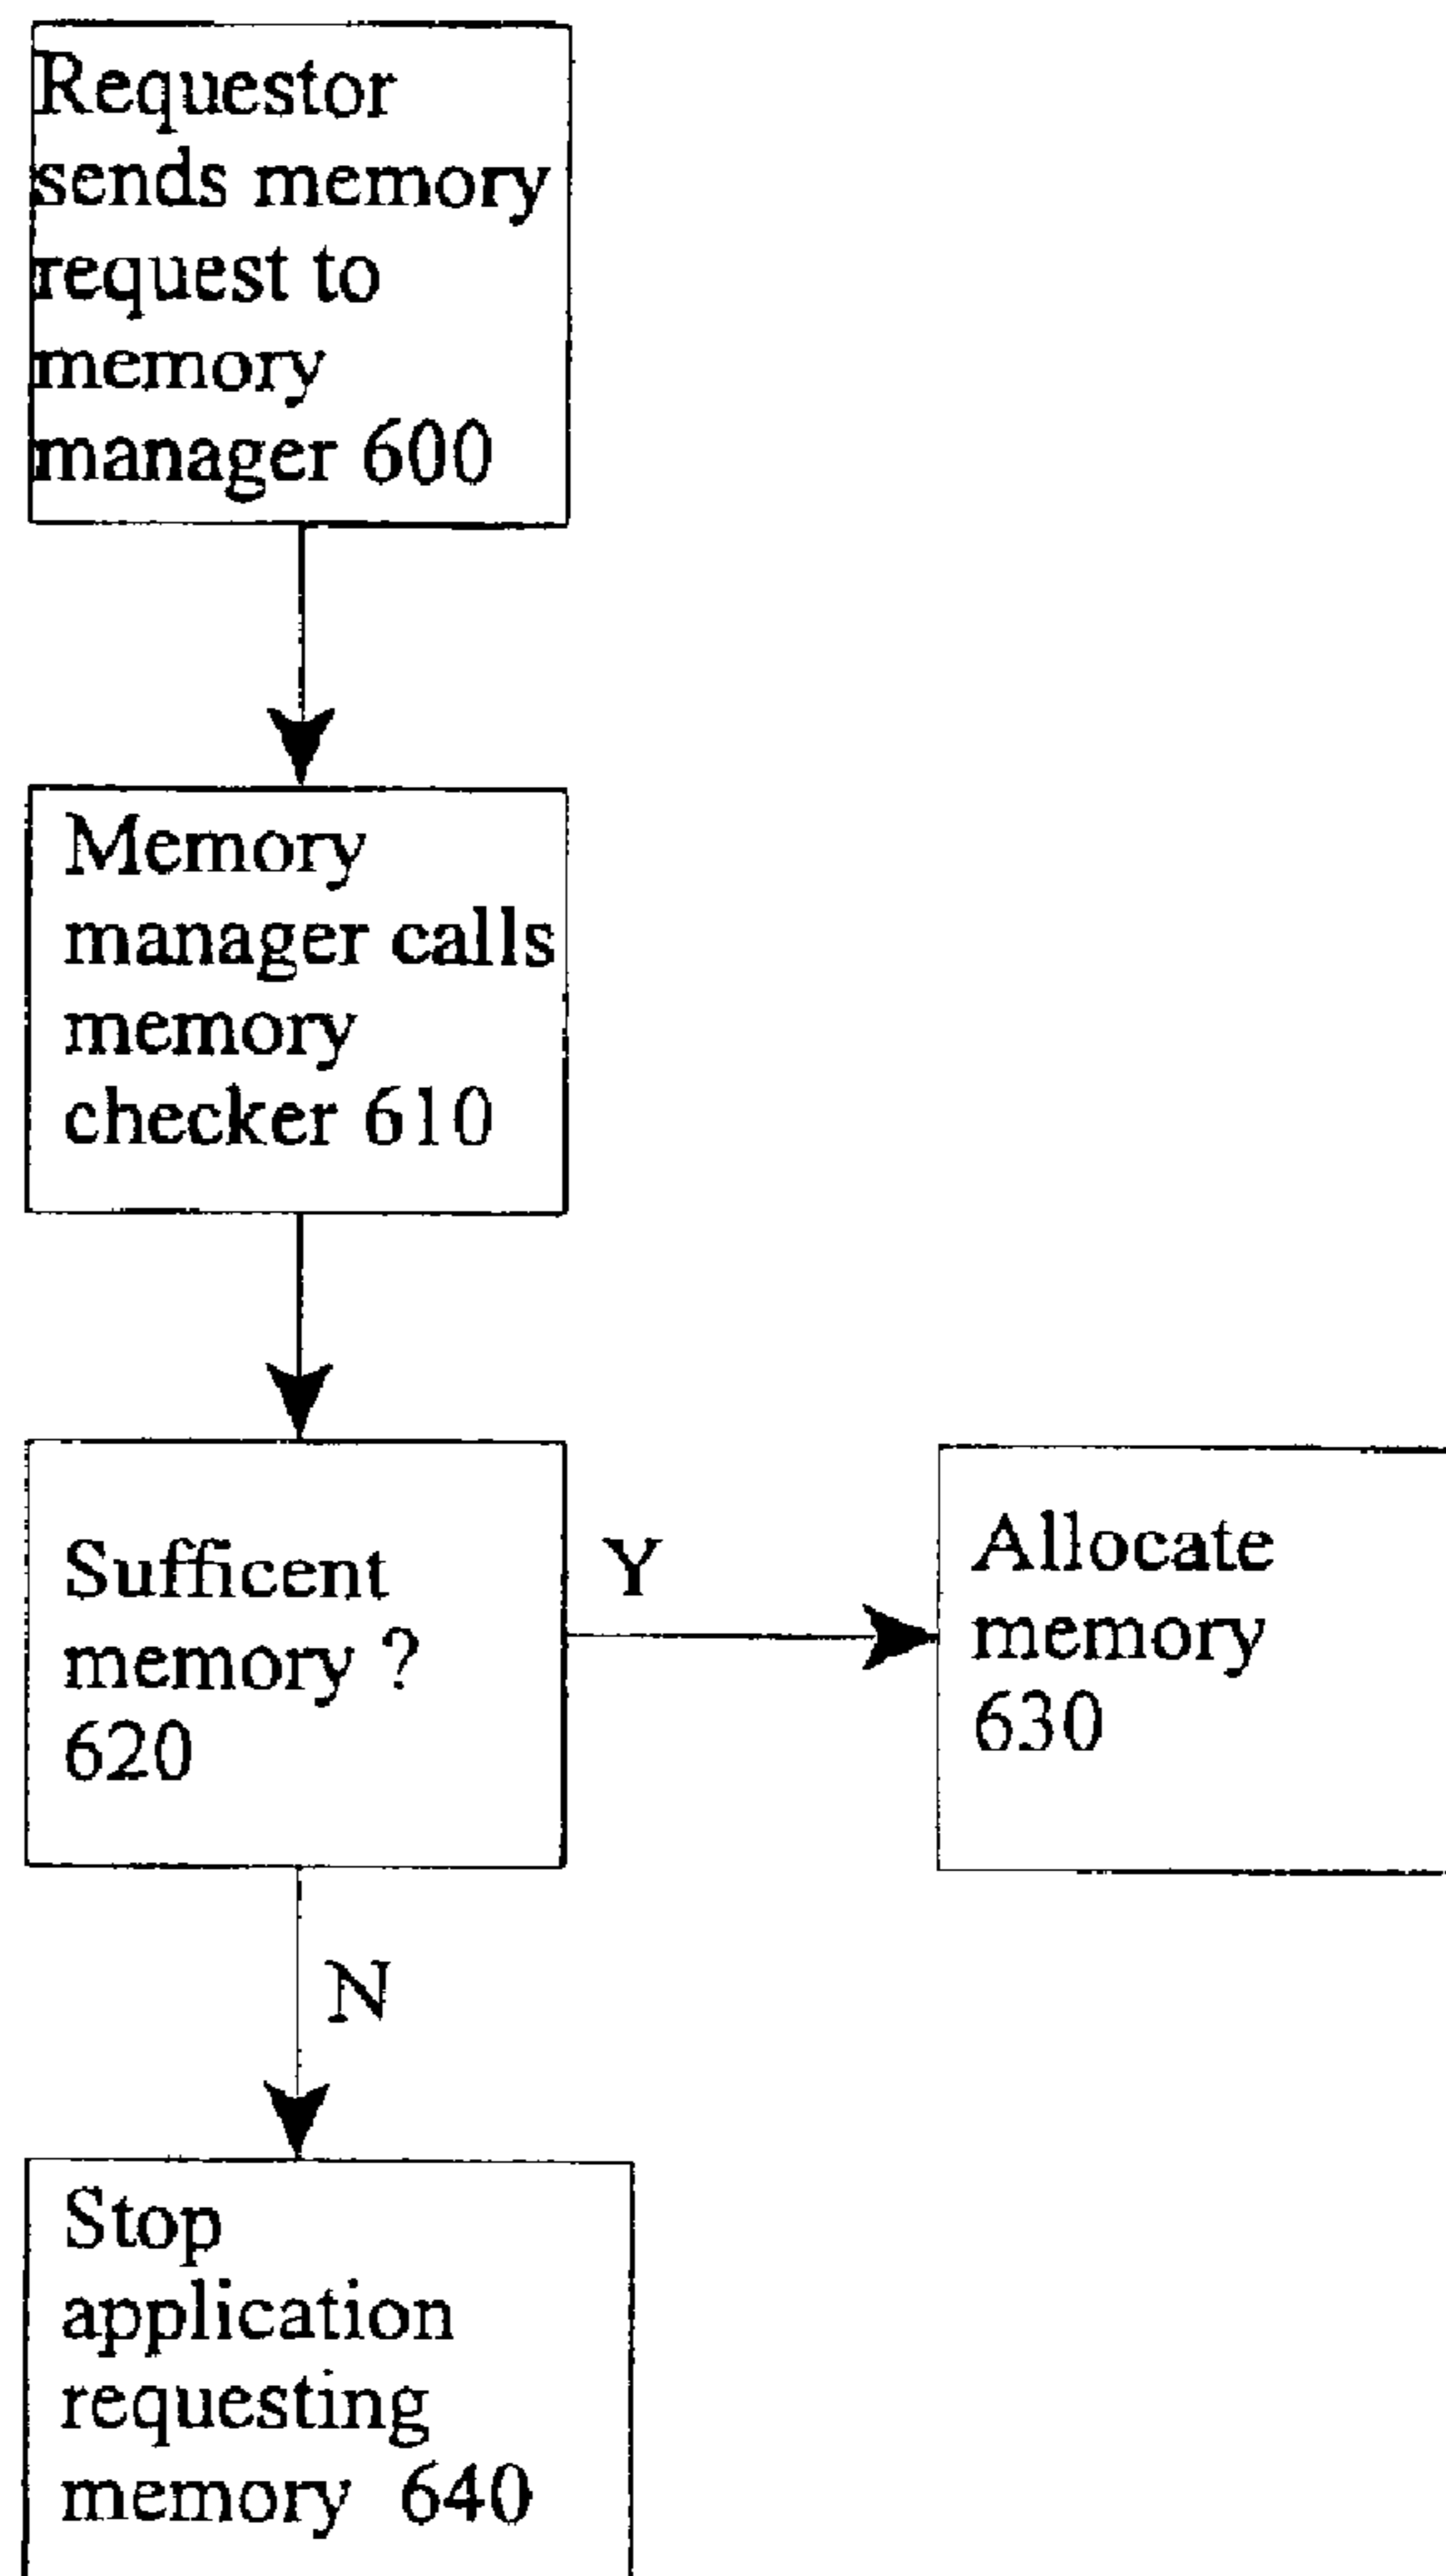 Requestor
sends memory
request to
memory
manager 600
Memory
manager calls
memory
checker 610
Sufficent
memory ?
620
Y
Allocate
memory
630
N
Stop
application
requesting
memory 640